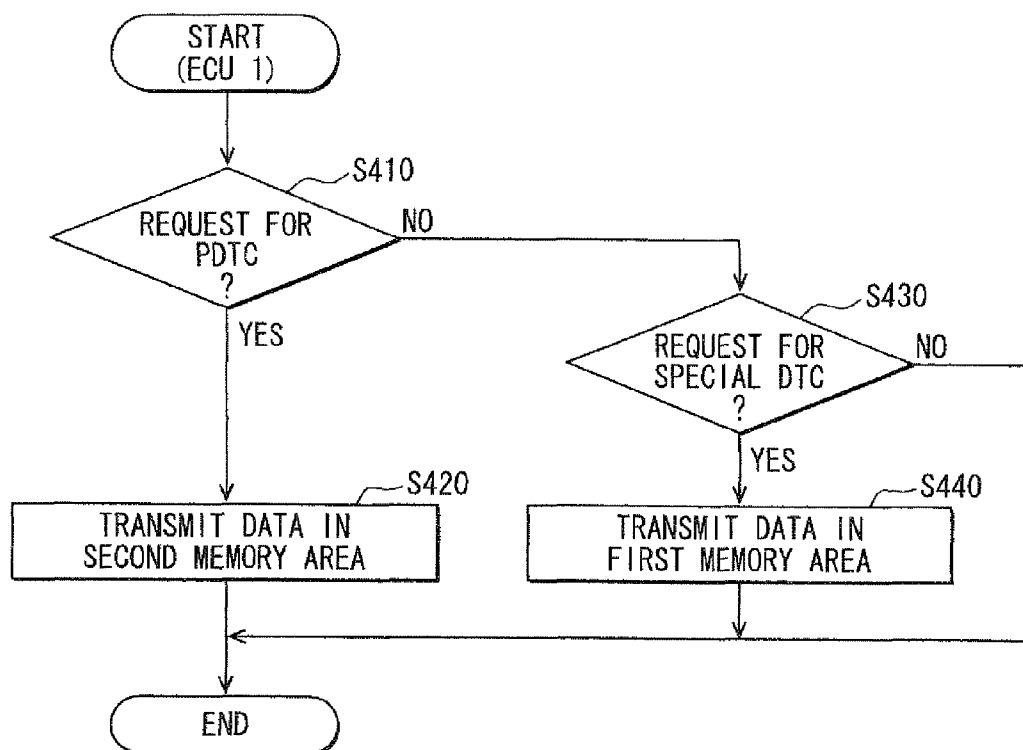 START
(ECU 1)
S410
REQUEST FOR
PDTC
?
NO
YES
S430
REQUEST FOR
SPECIAL DTC
?
NO
YES
S420
TRANSMIT DATA IN
SECOND MEMORY AREA
S440
TRANSMIT DATA IN
FIRST MEMORY AREA
END